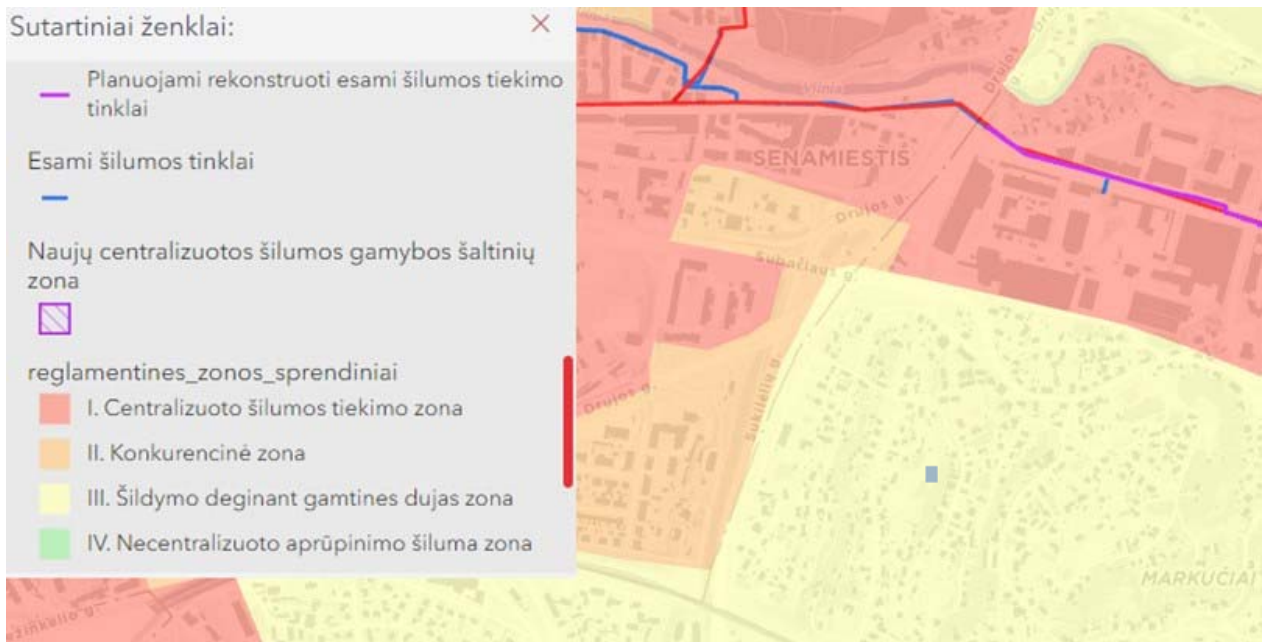 Sutartiniai ženklai:
Planuojami rekonstruoti esami šilumos tiekimo
tinklai
Esami šilumos tinklai
Naujų centralizuotos šilumos gamybos šaltinių
zona
reglamentines_zonos_sprendiniai
I. Centralizuoto šilumos tiekimo zona
II. Konkurencinė zona
III. Šildymo deginant gamtines dujas zona
IV. Necentralizuoto aprūpinimo šiluma zona
Vilnia
SENAMIESTIS
Drujos g.
Subačiaus g.
Drujos g.
Sukilėlių g.
MARKUČIAI